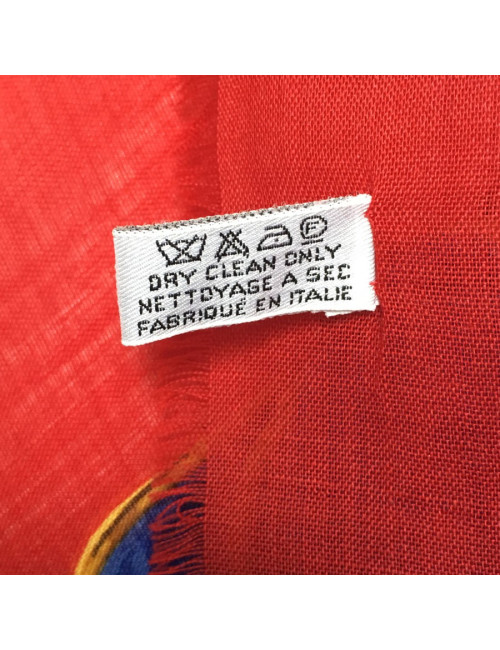 DRY CLEAN ONLY
NETTOYAGE A SEC
FABRIQUÉ EN ITALIE